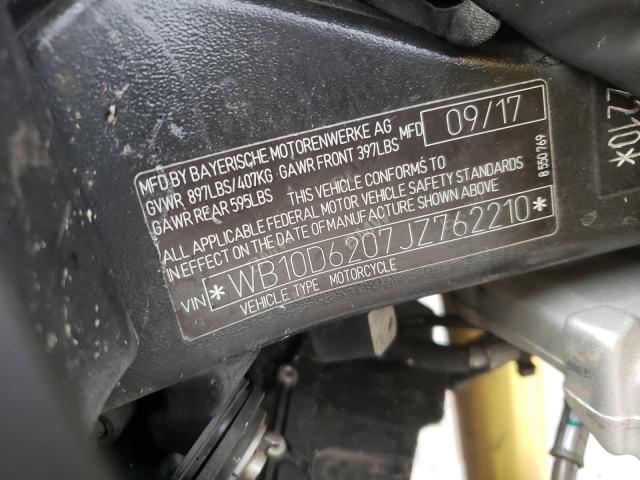 MFD BY BAYERISCHE MOTORENWERKE AG MFD 09/17
GVWR 897LBS/407KG GAWR FRONT 397LBS
GAWR REAR 595LBS
THIS VEHICLE CONFORMS TO
ALL APPLICABLE FEDERAL MOTOR VEHICLE SAFETY STANDARDS
IN EFFECT ON THE DATE OF MANUFACTURE SHOWN ABOVE
8 550 769
VIN *WB10D6207JZ762210*
VEHICLE TYPE MOTORCYCLE
2210*